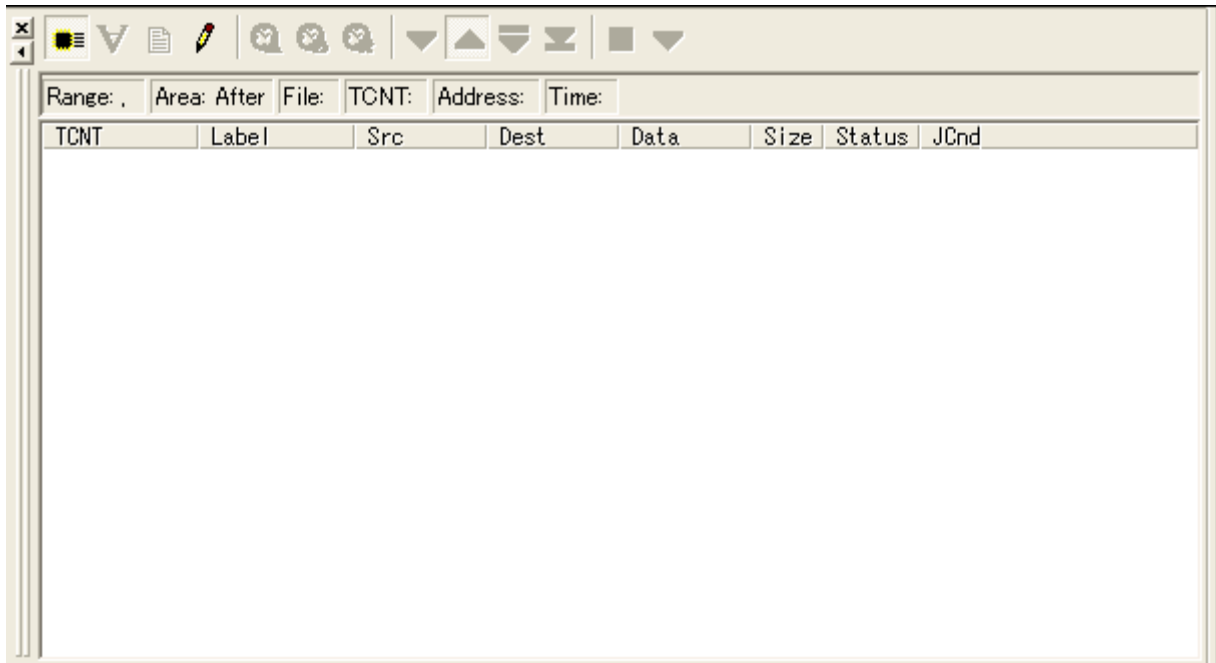 Range: , Area: After File: TCNT: Address: Time:
TCNT Label Src Dest Data Size Status JCnd